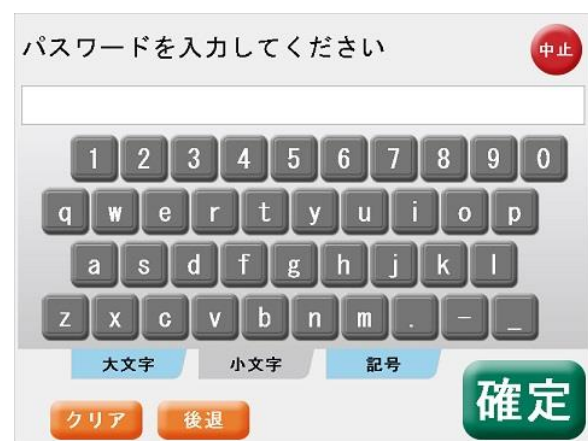 パスワードを入力してください
中止
1 2 3 4 5 6 7 8 9 0
q w e r t y u i o p
a s d f g h j k l
z x c v b n m . - _
大文字 小文字 記号
クリア 後退 確定